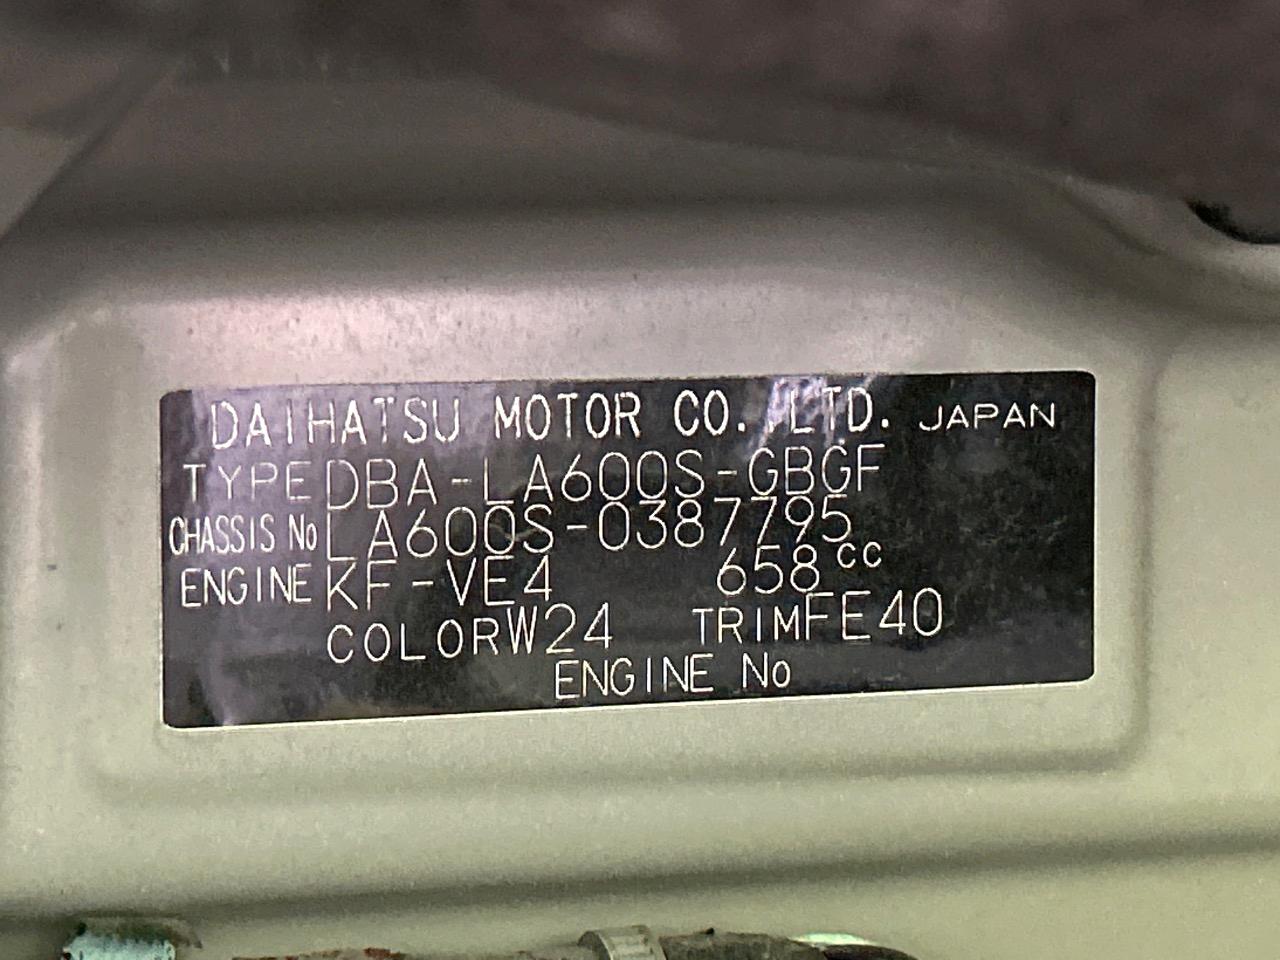 DAIHATSU MOTOR CO., LTD. JAPAN
TYPE DBA-LA600S-GBGF
CHASSIS No LA600S-0387795
ENGINE KF-VE4 658cc
COLOR W24 TRIM FE40
ENGINE No